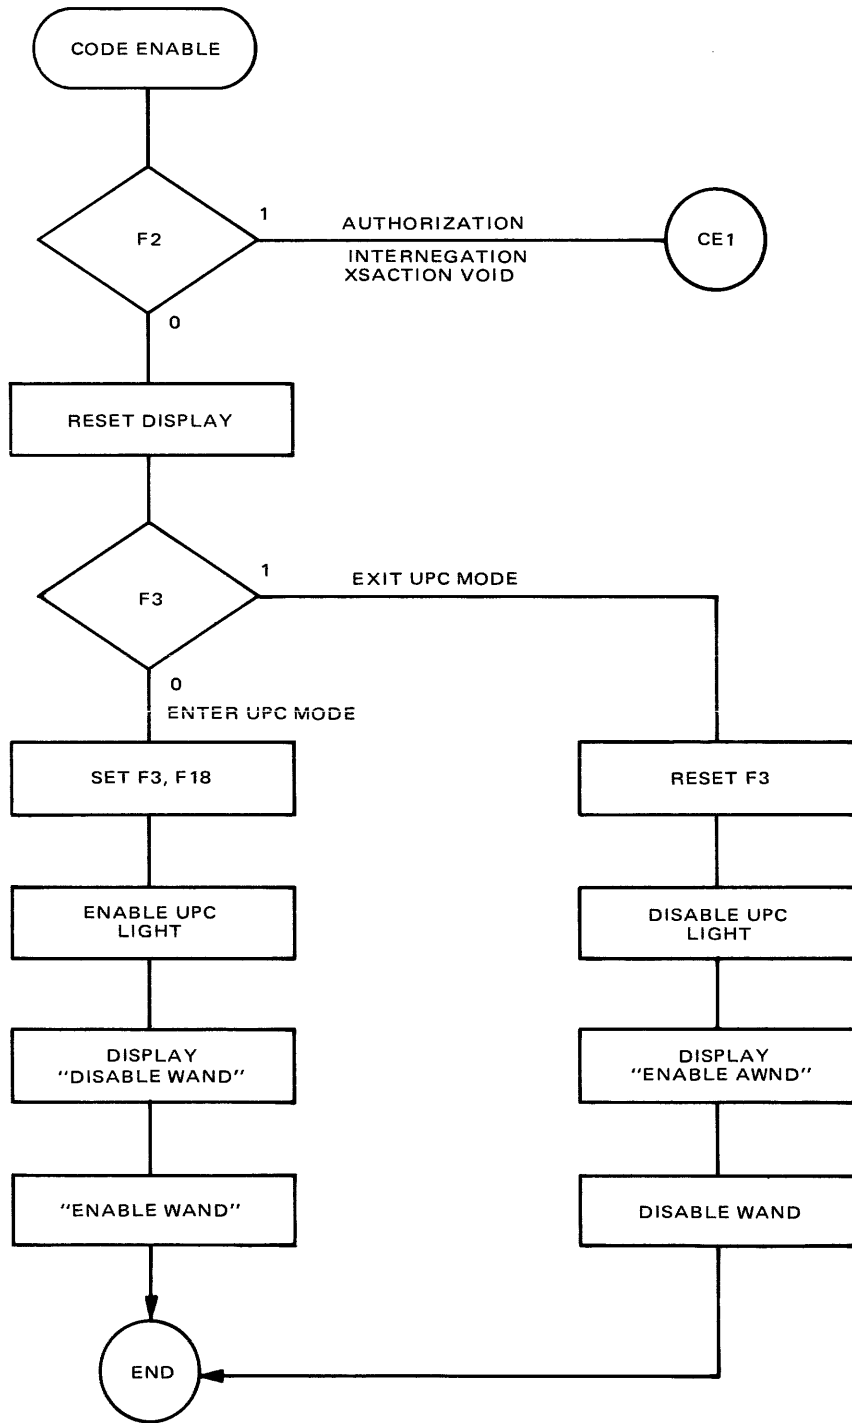 CODE ENABLE
F2
1
AUTHORIZATION
INTERNEGATION
XSACTION VOID
CE1
0
RESET DISPLAY
F3
1
EXIT UPC MODE
0
ENTER UPC MODE
SET F3, F18
RESET F3
ENABLE UPC
LIGHT
DISABLE UPC
LIGHT
DISPLAY
"DISABLE WAND"
DISPLAY
"ENABLE AWND"
"ENABLE WAND"
DISABLE WAND
END